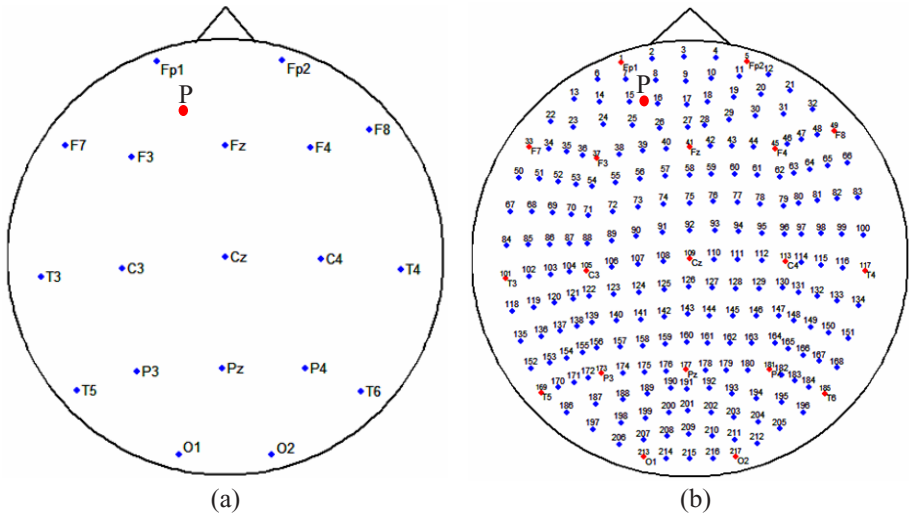 Fp1 Fp2
P
F7 F3 Fz F4 F8
T3 C3 Cz C4 T4
T5 P3 Pz P4 T6
O1 O2
(a)
1 2 3 4 5
Fp1 Fp2
6 7 8 9 10 11 12
P
13 14 15 16 17 18 19 20 21
22 23 24 25 26 27 28 29 30 31 32
33 34 35 36 37 38 39 40 41 42 43 44 45 46 47 48 49
F7 F3 Fz F4 F8
50 51 52 53 54 55 56 57 58 59 60 61 62 63 64 65 66
67 68 69 70 71 72 73 74 75 76 77 78 79 80 81 82 83
84 85 86 87 88 89 90 91 92 93 94 95 96 97 98 99 100
101 102 103 104 105 106 107 108 109 110 111 112 113 114 115 116 117
T3 C3 Cz C4 T4
118 119 120 121 122 123 124 125 126 127 128 129 130 131 132 133 134
135 136 137 138 139 140 141 142 143 144 145 146 147 148 149 150 151
152 153 154 155 156 157 158 159 160 161 162 163 164 165 166 167 168
169 170 171 172 173 174 175 176 177 178 179 180 181 182 183 184 185
T5 P3 Pz P4 T6
186 187 188 189 190 191 192 193 194 195 196
197 198 199 200 201 202 203 204 205
206 207 208 209 210 211 212
213 214 215 216 217
O1 O2
(b)